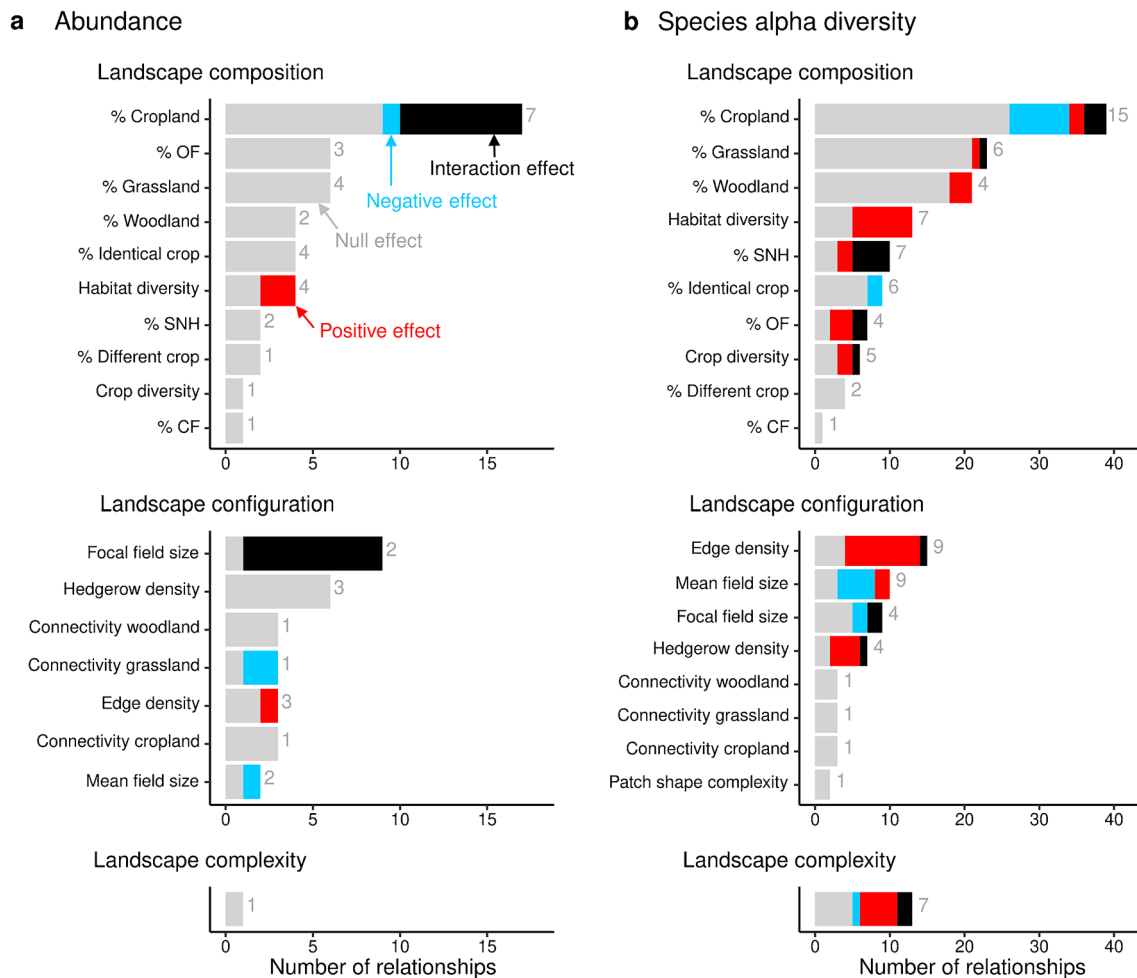 a Abundance
Landscape composition
% Cropland 7
% OF 3
Interaction effect
% Grassland 4
Negative effect
% Woodland 2
Null effect
% Identical crop 4
Habitat diversity 4
% SNH 2
Positive effect
% Different crop 1
Crop diversity 1
% CF 1
0 5 10 15
Landscape configuration
Focal field size 2
Hedgerow density 3
Connectivity woodland 1
Connectivity grassland 1
Edge density 3
Connectivity cropland 1
Mean field size 2
0 5 10 15
Landscape complexity
1
0 5 10 15
Number of relationships
b Species alpha diversity
Landscape composition
% Cropland 15
% Grassland 6
% Woodland 4
Habitat diversity 7
% SNH 7
% Identical crop 6
% OF 4
Crop diversity 5
% Different crop 2
% CF 1
0 10 20 30 40
Landscape configuration
Edge density 9
Mean field size 9
Focal field size 4
Hedgerow density 4
Connectivity woodland 1
Connectivity grassland 1
Connectivity cropland 1
Patch shape complexity 1
0 10 20 30 40
Landscape complexity
7
0 10 20 30 40
Number of relationships